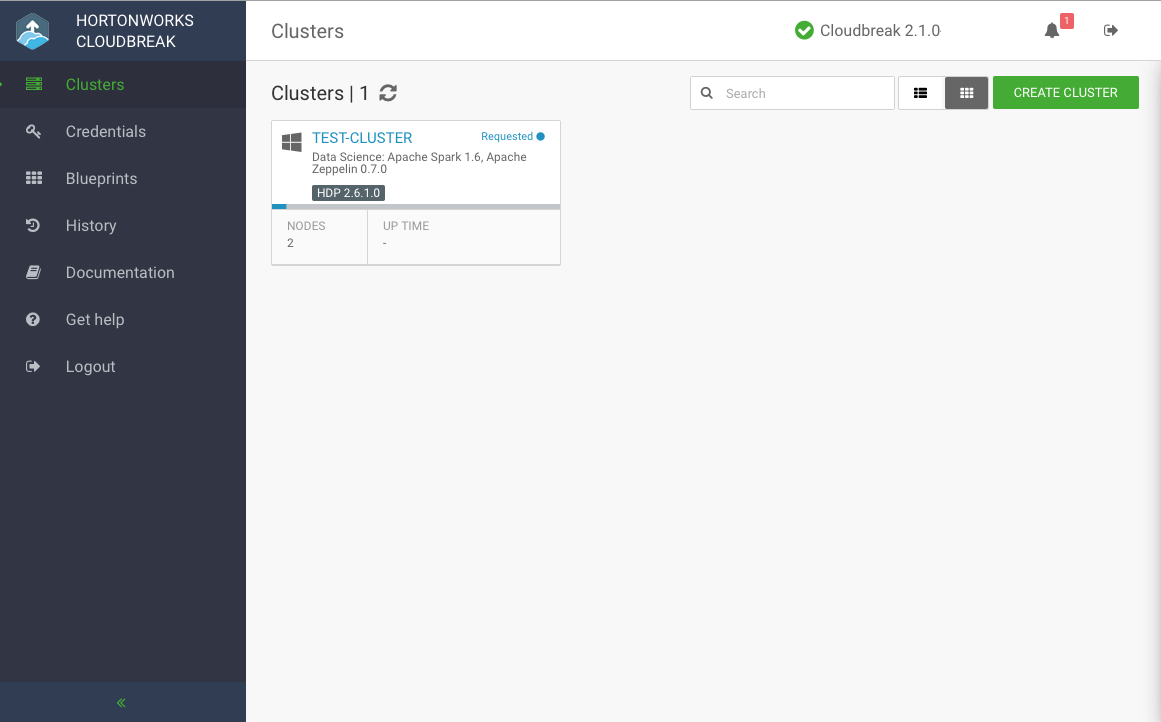 HORTONWORKS
CLOUDBREAK
Clusters
Credentials
Blueprints
History
Documentation
Get help
Logout
Clusters
Cloudbreak 2.1.0
1
Clusters | 1
Search
CREATE CLUSTER
TEST-CLUSTER
Requested
Data Science: Apache Spark 1.6, Apache
Zeppelin 0.7.0
HDP 2.6.1.0
NODES
2
UP TIME
-